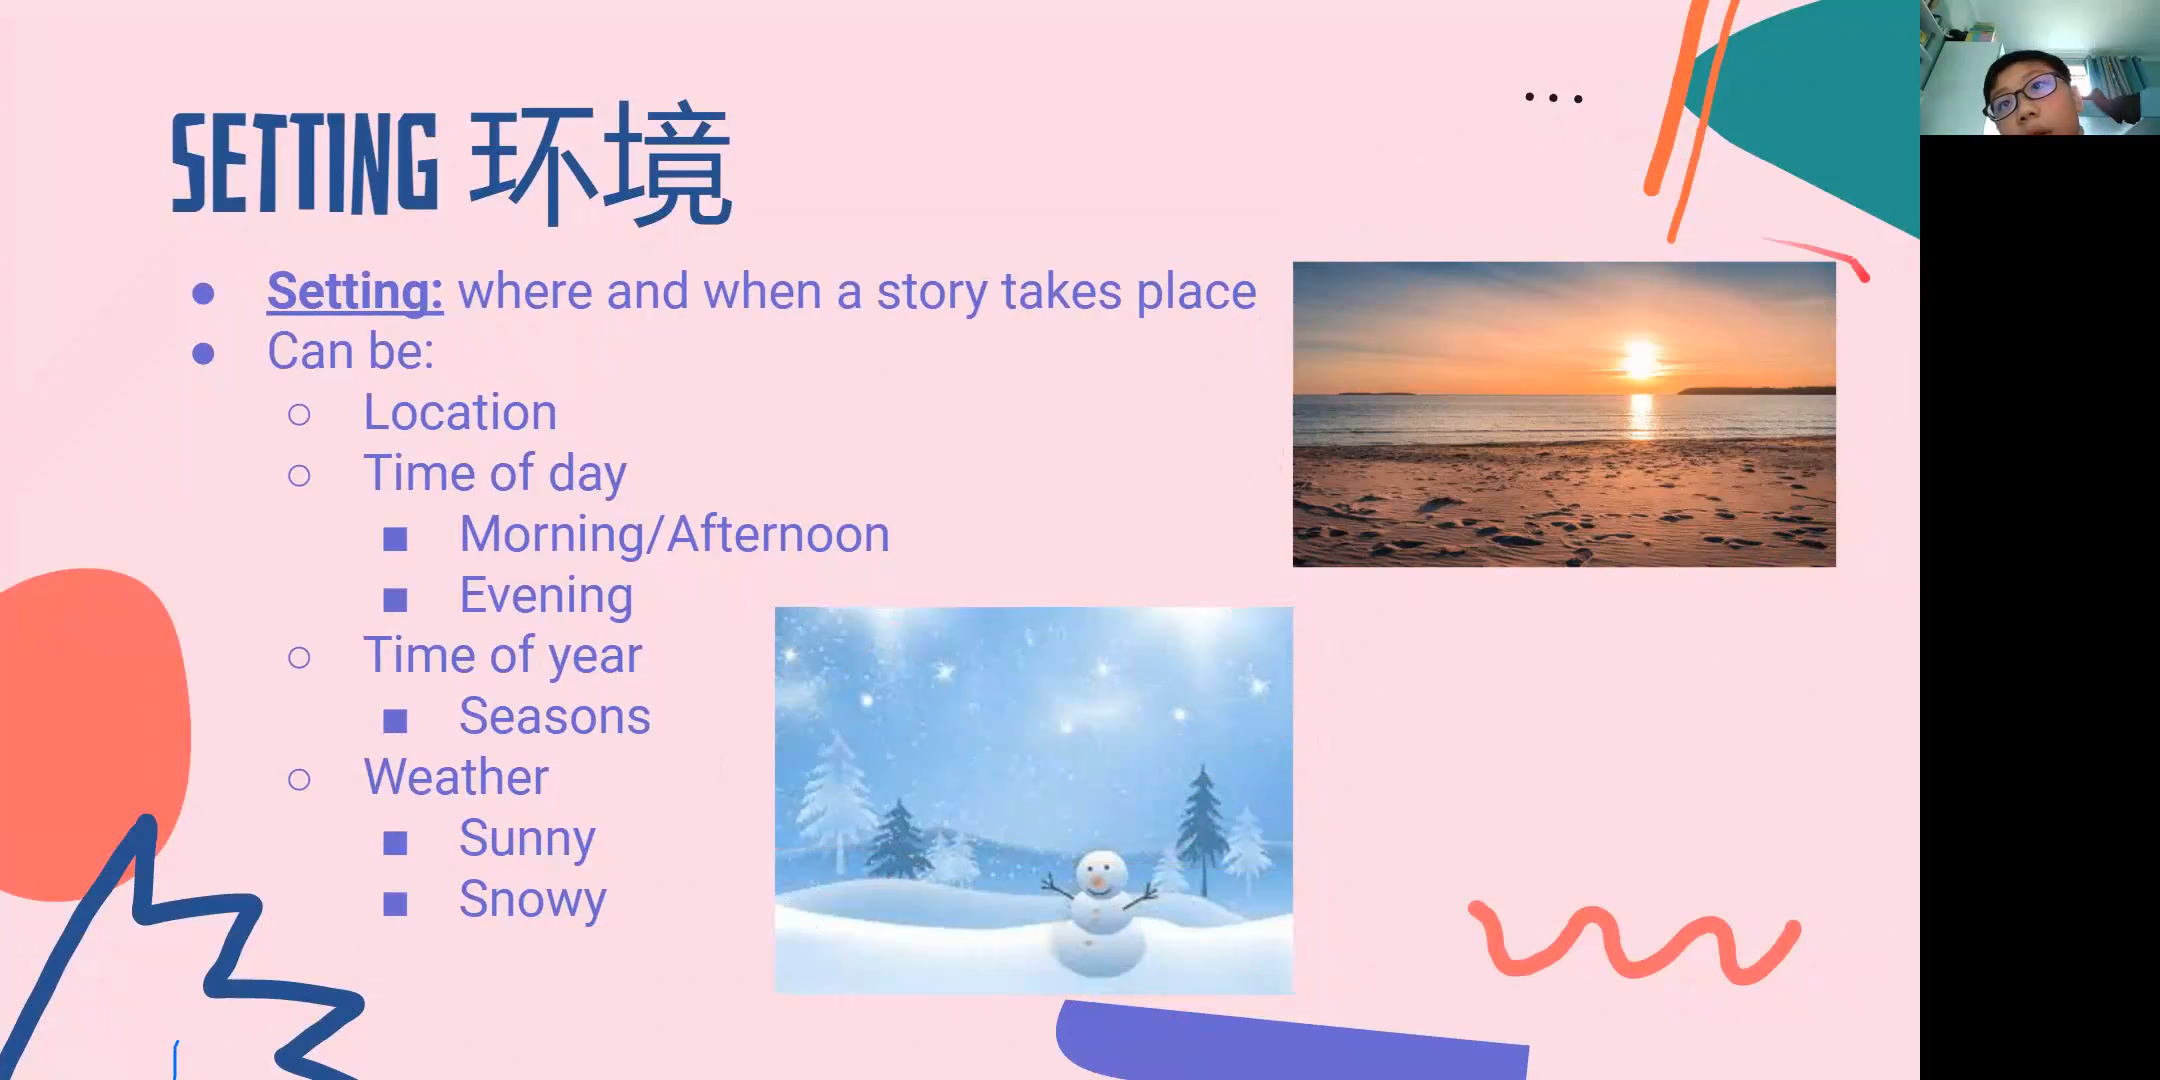 SETTING 环境
Setting: where and when a story takes place
Can be:
Location
Time of day
Morning/Afternoon
Evening
Time of year
Seasons
Weather
Sunny
Snowy